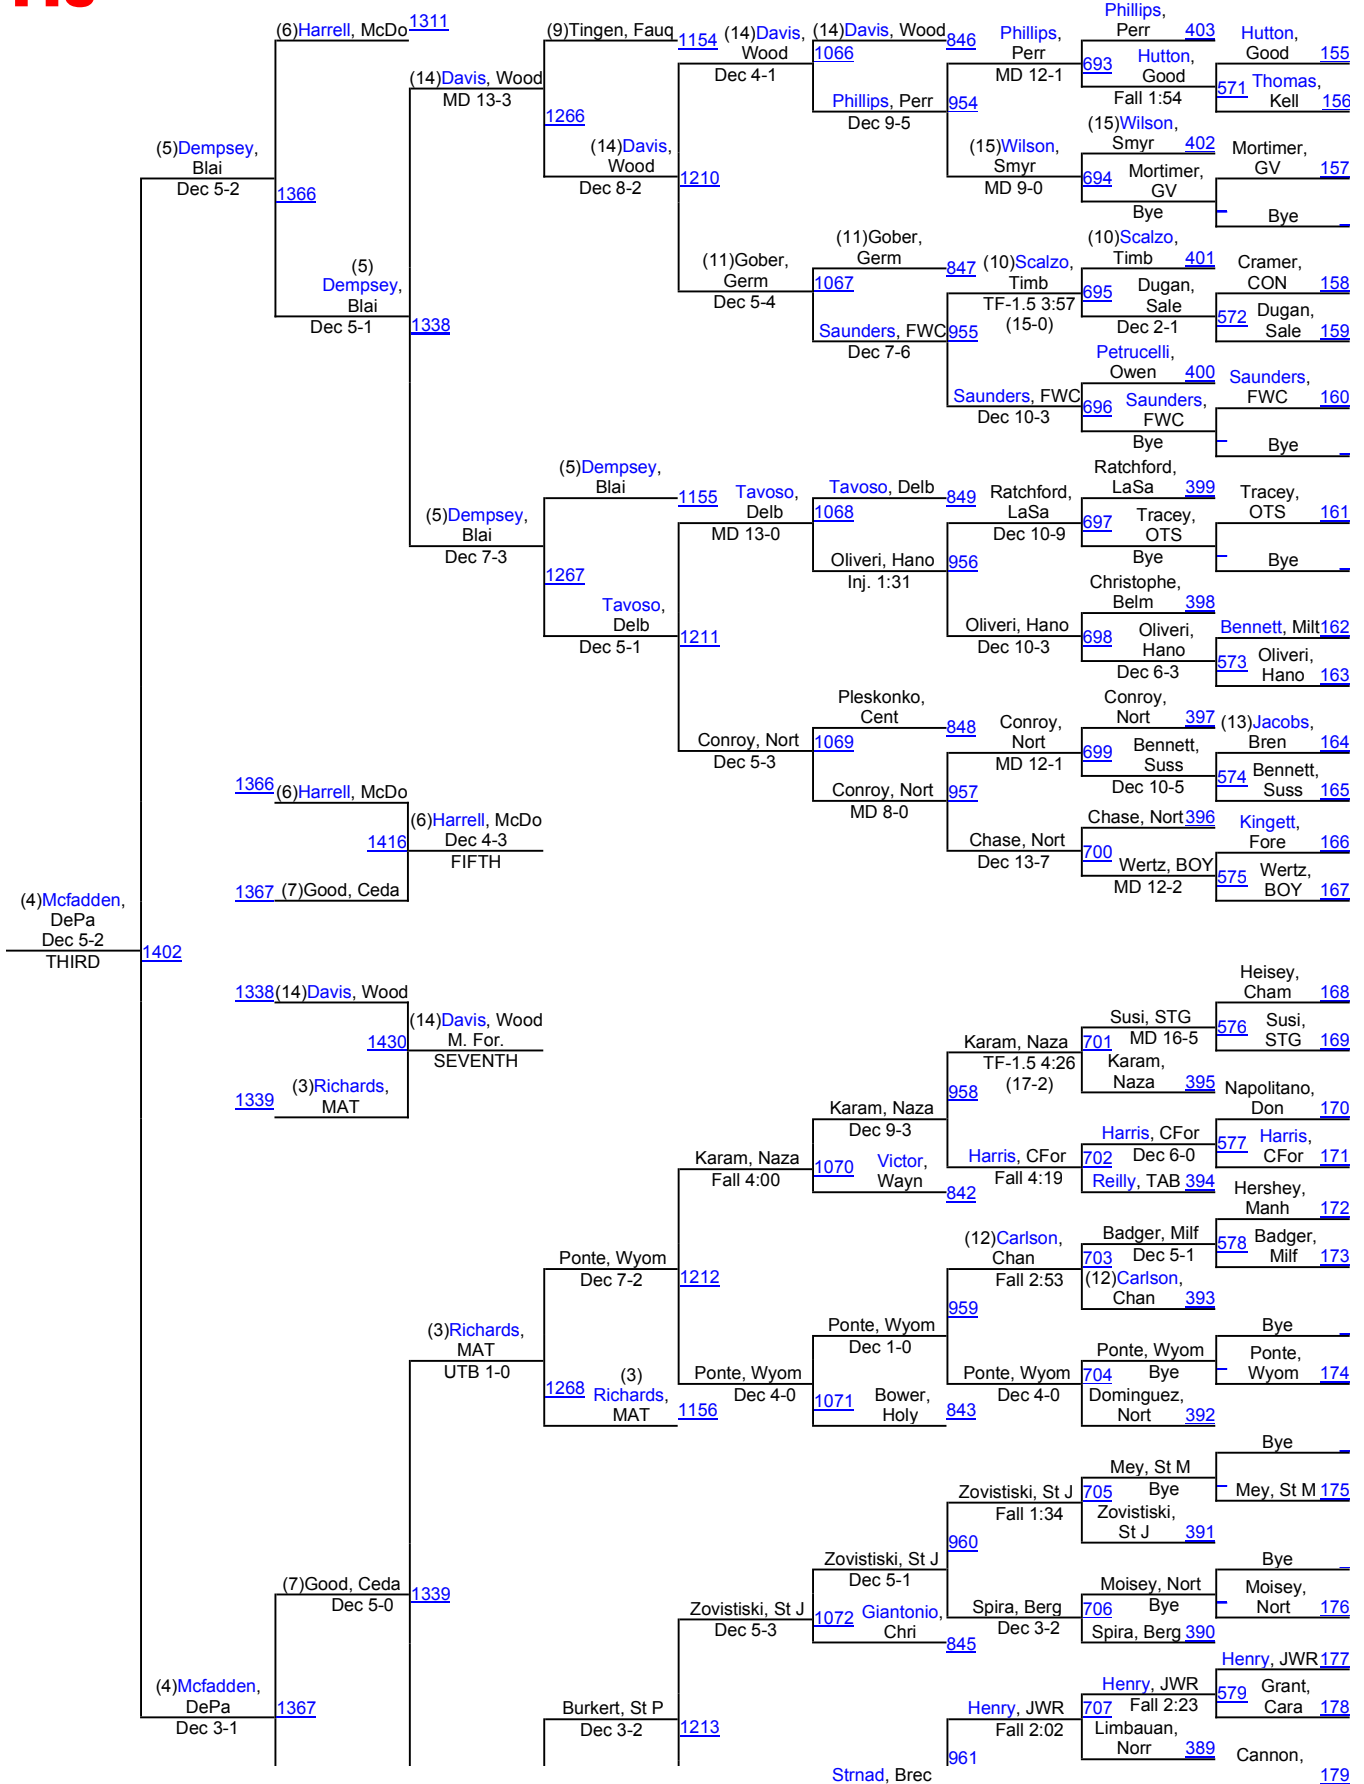 (6)Harrell, McDo 1311
(5)Dempsey,
Blai
Dec 5-2
1366
(5)
Dempsey,
Blai
Dec 5-1
1338
(14)Davis, Wood
MD 13-3
(9)Tingen, Fauq 1154
1266
(14)Davis,
Wood
Dec 8-2
1210
(14)Davis,
Wood
Dec 4-1
(14)Davis, Wood 846
1066
Phillips, Perr
Dec 9-5
954
Phillips,
Perr
MD 12-1
Phillips,
Perr 403
693 Hutton,
Good
Fall 1:54
Hutton,
Good 155
571 Thomas,
Kell 156
(15)Wilson,
Smyr
MD 9-0
(15)Wilson,
Smyr 402
694 Mortimer,
GV
Bye
Mortimer,
GV 157
Bye
(11)Gober,
Germ
Dec 5-4
(11)Gober,
Germ 847
1067
Saunders, FWC
Dec 7-6
955
(10)Scalzo,
Timb
TF-1.5 3:57
(15-0)
(10)Scalzo,
Timb 401
695 Dugan,
Sale
Dec 2-1
Cramer,
CON 158
572 Dugan,
Sale 159
Saunders, FWC
Dec 10-3
Petrucelli,
Owen 400
696 Saunders,
FWC
Bye
Saunders,
FWC 160
Bye
(5)Dempsey,
Blai
Dec 7-3
(5)Dempsey,
Blai 1155
1267
Tavoso,
Delb
Dec 5-1
1211
Tavoso,
Delb
MD 13-0
Tavoso, Delb 849
1068
Oliveri, Hano
Inj. 1:31
956
Ratchford,
LaSa
Dec 10-9
Ratchford,
LaSa 399
697 Tracey,
OTS
Bye
Tracey,
OTS 161
Bye
Oliveri, Hano
Dec 10-3
Christophe,
Belm 398
698 Oliveri,
Hano
Dec 6-3
Bennett, Milt 162
573 Oliveri,
Hano 163
Conroy, Nort
Dec 5-3
Pleskonko,
Cent 848
1069
Conroy, Nort
MD 8-0
957
Conroy,
Nort
MD 12-1
Conroy,
Nort 397
699 Bennett,
Suss
Dec 10-5
(13)Jacobs,
Bren 164
574 Bennett,
Suss 165
Chase, Nort
Dec 13-7
Chase, Nort 396
700 Wertz, BOY
MD 12-2
Kingett,
Fore 166
575 Wertz,
BOY 167
1366 (6)Harrell, McDo
1416
(6)Harrell, McDo
Dec 4-3
FIFTH
1367 (7)Good, Ceda
(4)Mcfadden,
DePa
Dec 5-2
THIRD
1402
1338 (14)Davis, Wood
1430
(14)Davis, Wood
M. For.
SEVENTH
1339 (3)Richards,
MAT
Heisey,
Cham 168
576 Susi,
STG 169
Susi, STG
701 MD 16-5
Karam,
Naza 395
Karam, Naza
TF-1.5 4:26
(17-2)
958
Napolitano,
Don 170
577 Harris,
CFor 171
Harris, CFor
702 Dec 6-0
Reilly, TAB 394
Harris, CFor
Fall 4:19
Karam, Naza
Dec 9-3
1070 Victor,
Wayn 842
Karam, Naza
Fall 4:00
Hershey,
Manh 172
578 Badger,
Milf 173
Badger, Milf
703 Dec 5-1
(12)Carlson,
Chan 393
(12)Carlson,
Chan
Fall 2:53
959
Bye
Ponte,
Wyom 174
Ponte, Wyom
704 Bye
Dominguez,
Nort 392
Ponte, Wyom
Dec 4-0
Ponte, Wyom
Dec 1-0
1071 Bower,
Holy 843
Ponte, Wyom
Dec 4-0
1212
Ponte, Wyom
Dec 7-2
1268 (3)
Richards,
MAT 1156
(3)Richards,
MAT
UTB 1-0
1339
(7)Good, Ceda
Dec 5-0
Bye
Mey, St M 175
Mey, St M
705 Bye
Zovistiski,
St J 391
Zovistiski, St J
Fall 1:34
960
Bye
Moisey,
Nort 176
Moisey, Nort
706 Bye
Spira, Berg 390
Spira, Berg
Dec 3-2
Zovistiski, St J
Dec 5-1
1072 Giantonio,
Chri 845
Zovistiski, St J
Dec 5-3
1213
Burkert, St P
Dec 3-2
(4)Mcfadden,
DePa
Dec 3-1
1367
Henry, JWR 177
579 Grant,
Cara 178
Henry, JWR
707 Fall 2:23
Limbauan,
Norr 389
Henry, JWR
Fall 2:02
961
Strnad, Brec
Cannon,
179